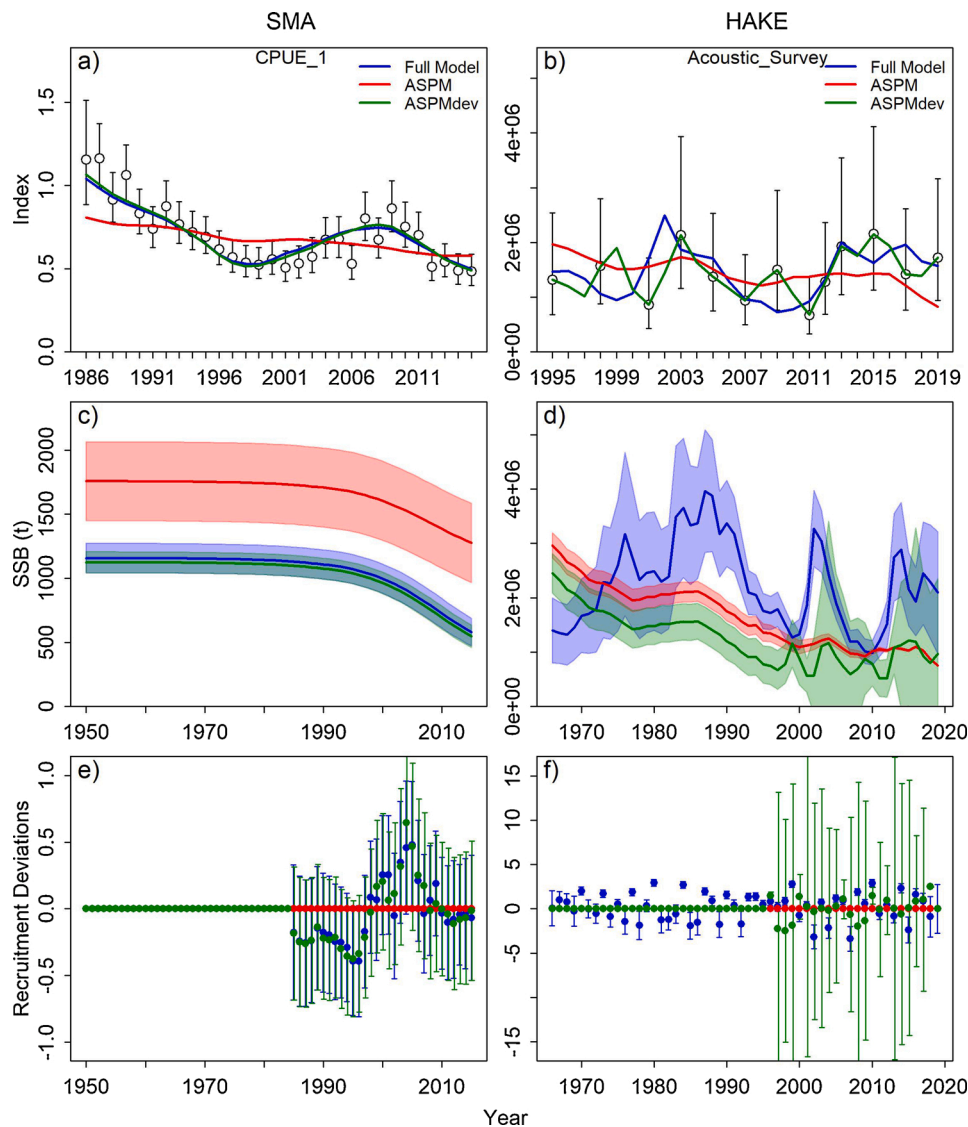 SMA
HAKE
a) CPUE_1
Full Model
ASPM
ASPMdev
b) Acoustic_Survey
Full Model
ASPM
ASPMdev
Index
0.0 0.5 1.0 1.5
1986 1991 1996 2001 2006 2011
0e+00 2e+06 4e+06
1995 1999 2003 2007 2011 2015 2019
c)
d)
SSB (t)
0 500 1000 1500 2000
1950 1970 1990 2010
0e+00 2e+06 4e+06
1970 1980 1990 2000 2010 2020
e)
f)
Recruitment Deviations
-1.0 -0.5 0.0 0.5 1.0
1950 1970 1990 2010
-15 -10 -5 0 5 10 15
1970 1980 1990 2000 2010 2020
Year